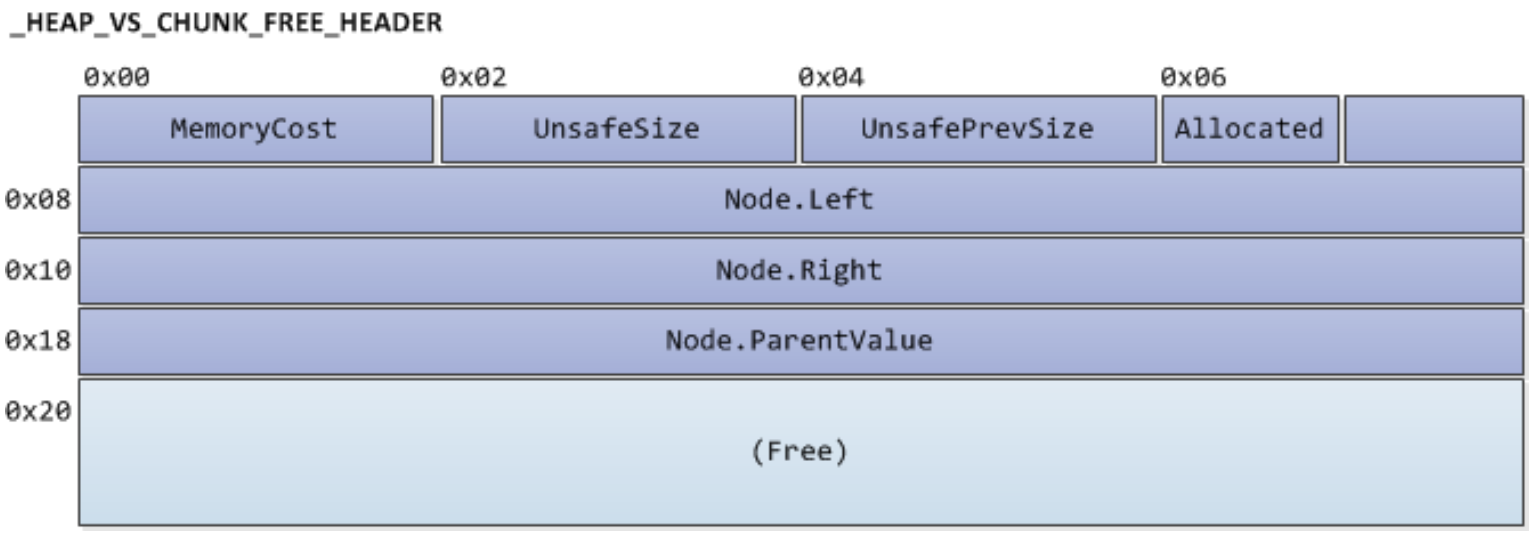 _HEAP_VS_CHUNK_FREE_HEADER
0x00 0x02 0x04 0x06
MemoryCost UnsafeSize UnsafePrevSize Allocated
0x08 Node.Left
0x10 Node.Right
0x18 Node.ParentValue
0x20
(Free)